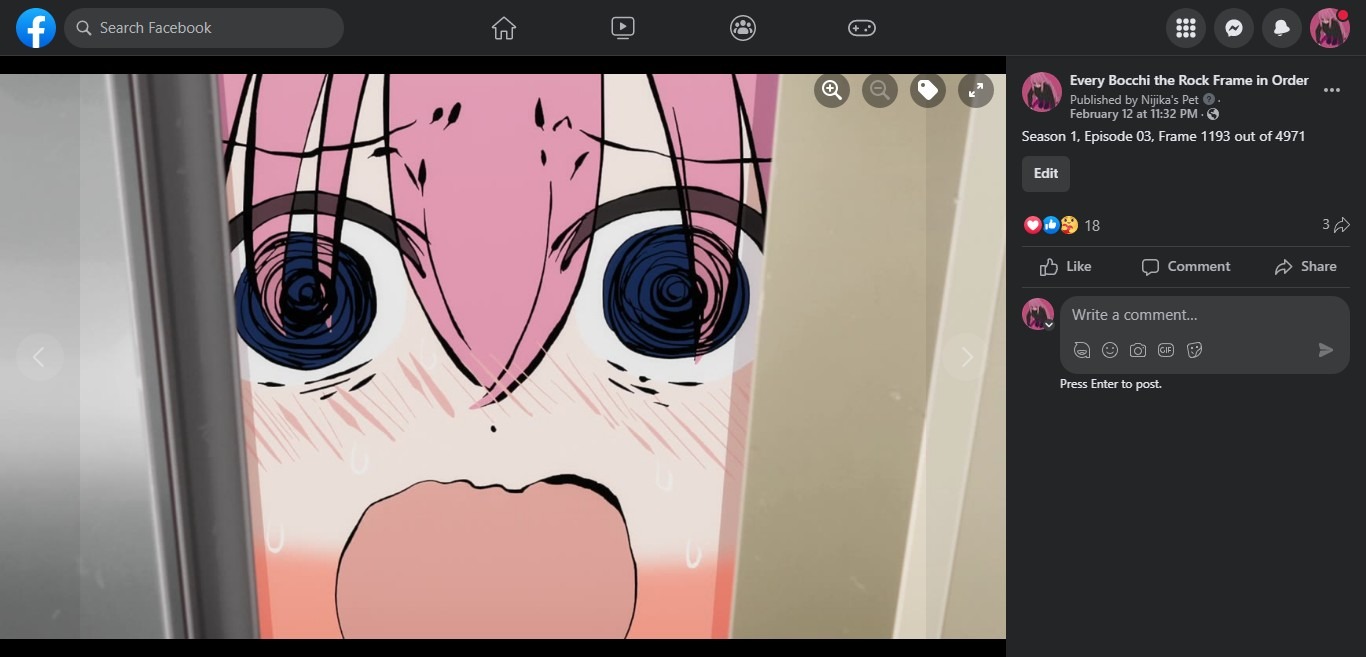 Search Facebook
Every Bocchi the Rock Frame in Order
Published by Nijika's Pet ·
February 12 at 11:32 PM ·
Season 1, Episode 03, Frame 1193 out of 4971
Edit
18
3
Like
Comment
Share
Write a comment...
GIF
Press Enter to post.